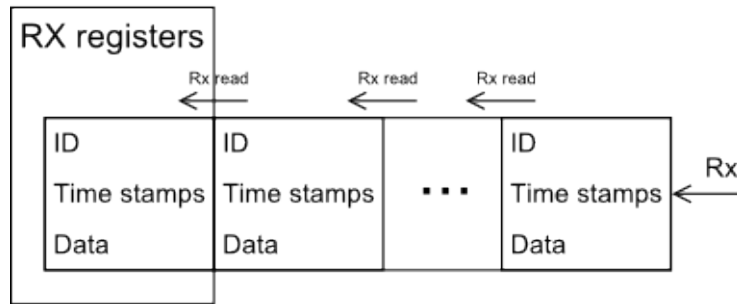 RX registers
Rx read
Rx read
Rx read
ID
Time stamps
Data
ID
Time stamps
Data
...
ID
Time stamps
Data
Rx